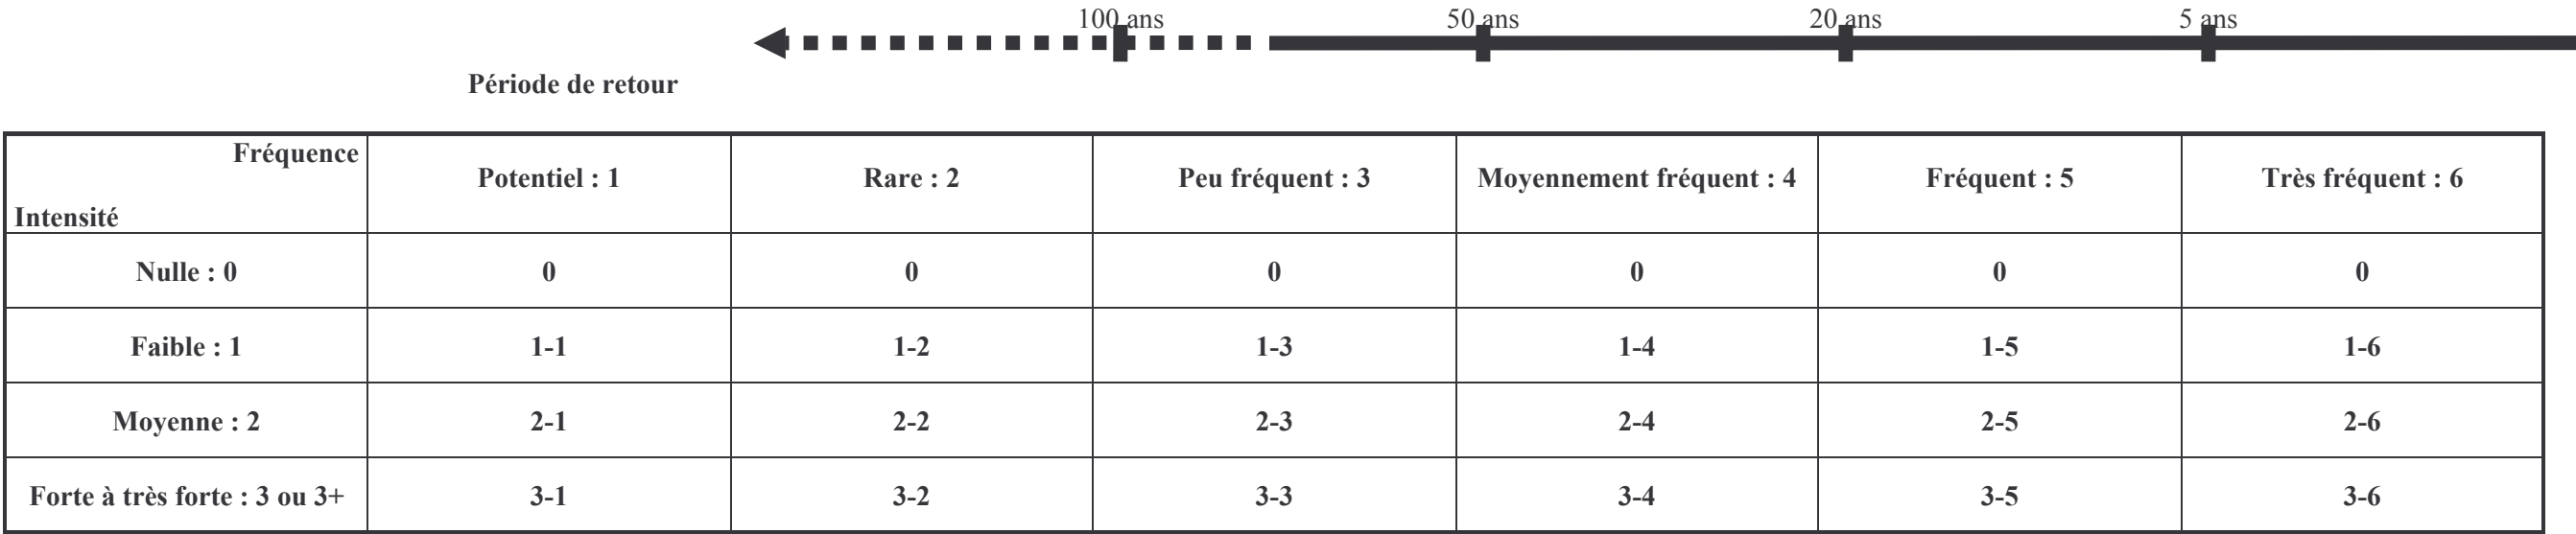 100 ans 50 ans 20 ans 5 ans
Période de retour
Fréquence
Intensité
Potentiel : 1 Rare : 2 Peu fréquent : 3 Moyennement fréquent : 4 Fréquent : 5 Très fréquent : 6
Nulle : 0 0 0 0 0 0 0
Faible : 1 1-1 1-2 1-3 1-4 1-5 1-6
Moyenne : 2 2-1 2-2 2-3 2-4 2-5 2-6
Forte à très forte : 3 ou 3+ 3-1 3-2 3-3 3-4 3-5 3-6